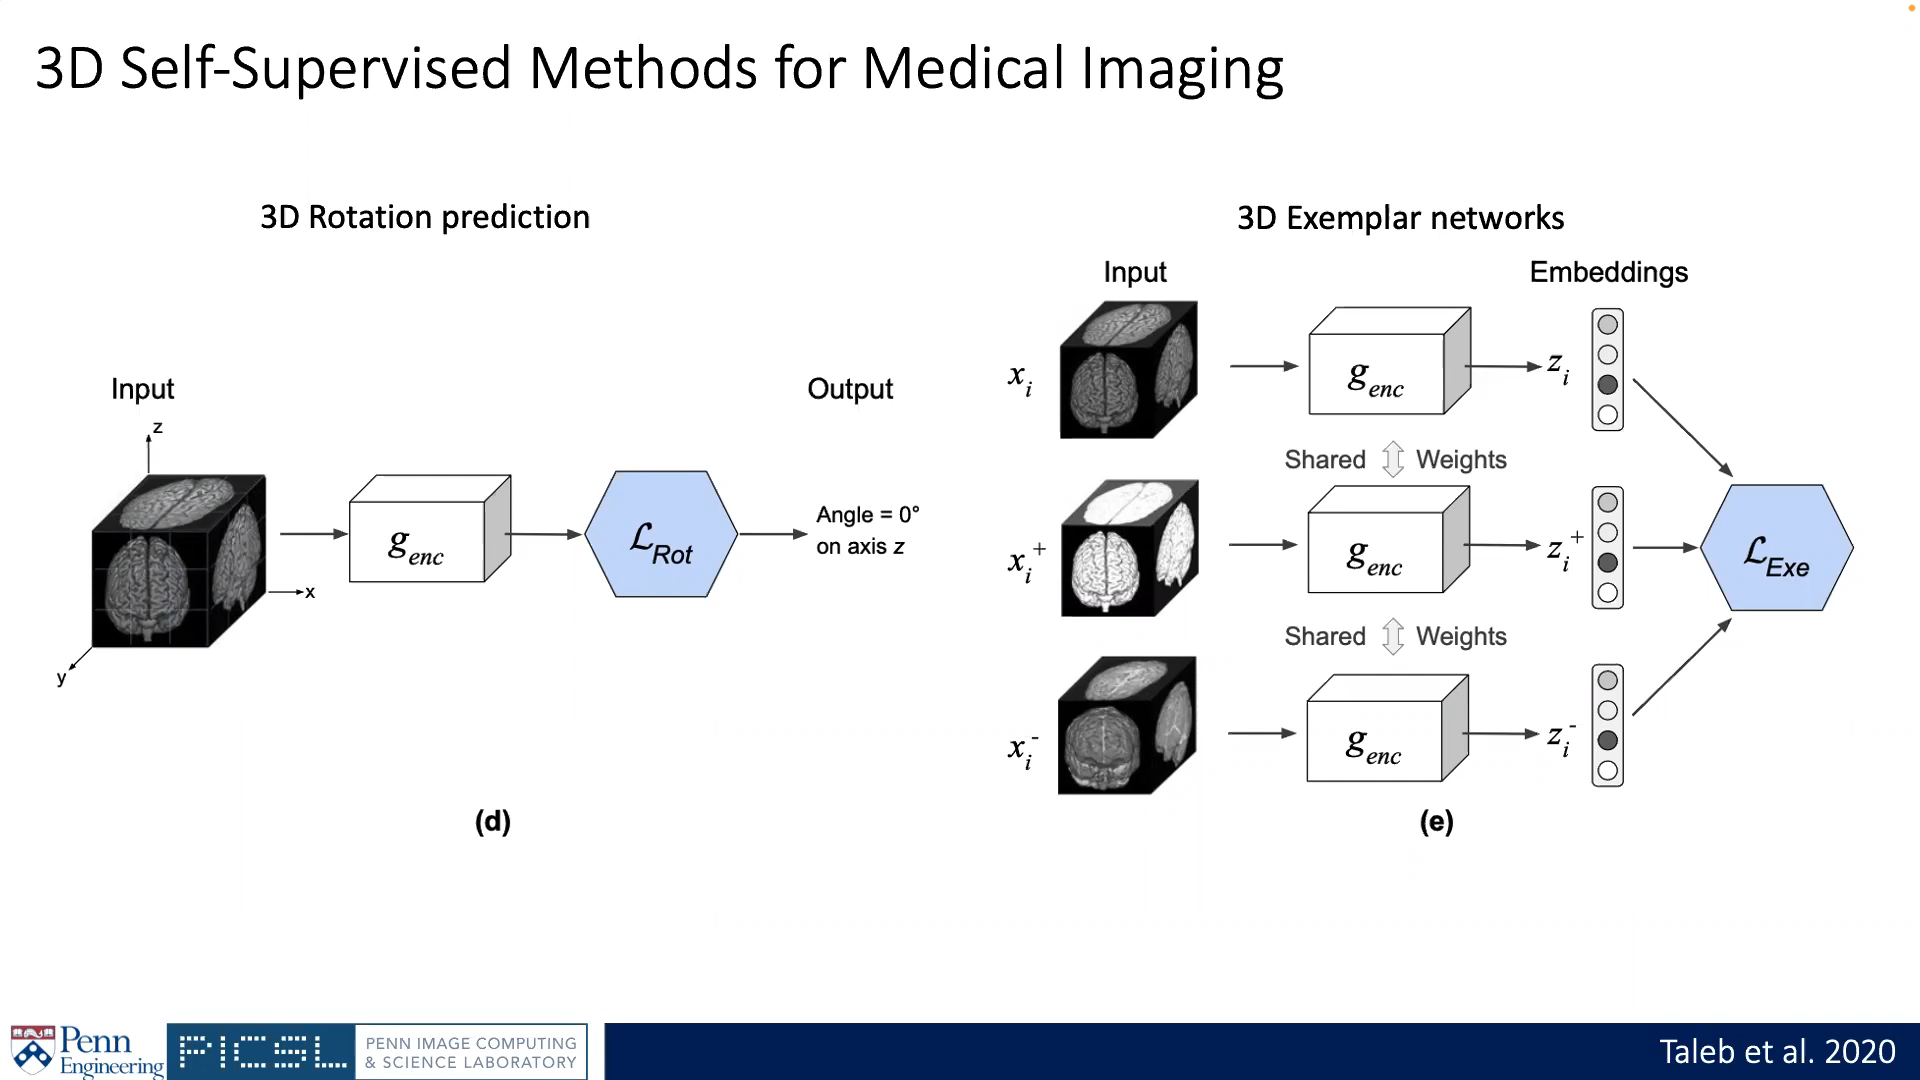 3D Self-Supervised Methods for Medical Imaging
3D Rotation prediction
Input
z
x
y
g_enc
ℒ_Rot
Output
Angle = 0°
on axis z
(d)
3D Exemplar networks
Input
Embeddings
x_i
g_enc
z_i
Shared Weights
x_i^+
g_enc
z_i^+
ℒ_Exe
Shared Weights
x_i^-
g_enc
z_i^-
(e)
Penn
Engineering
PICSL
PENN IMAGE COMPUTING
& SCIENCE LABORATORY
Taleb et al. 2020